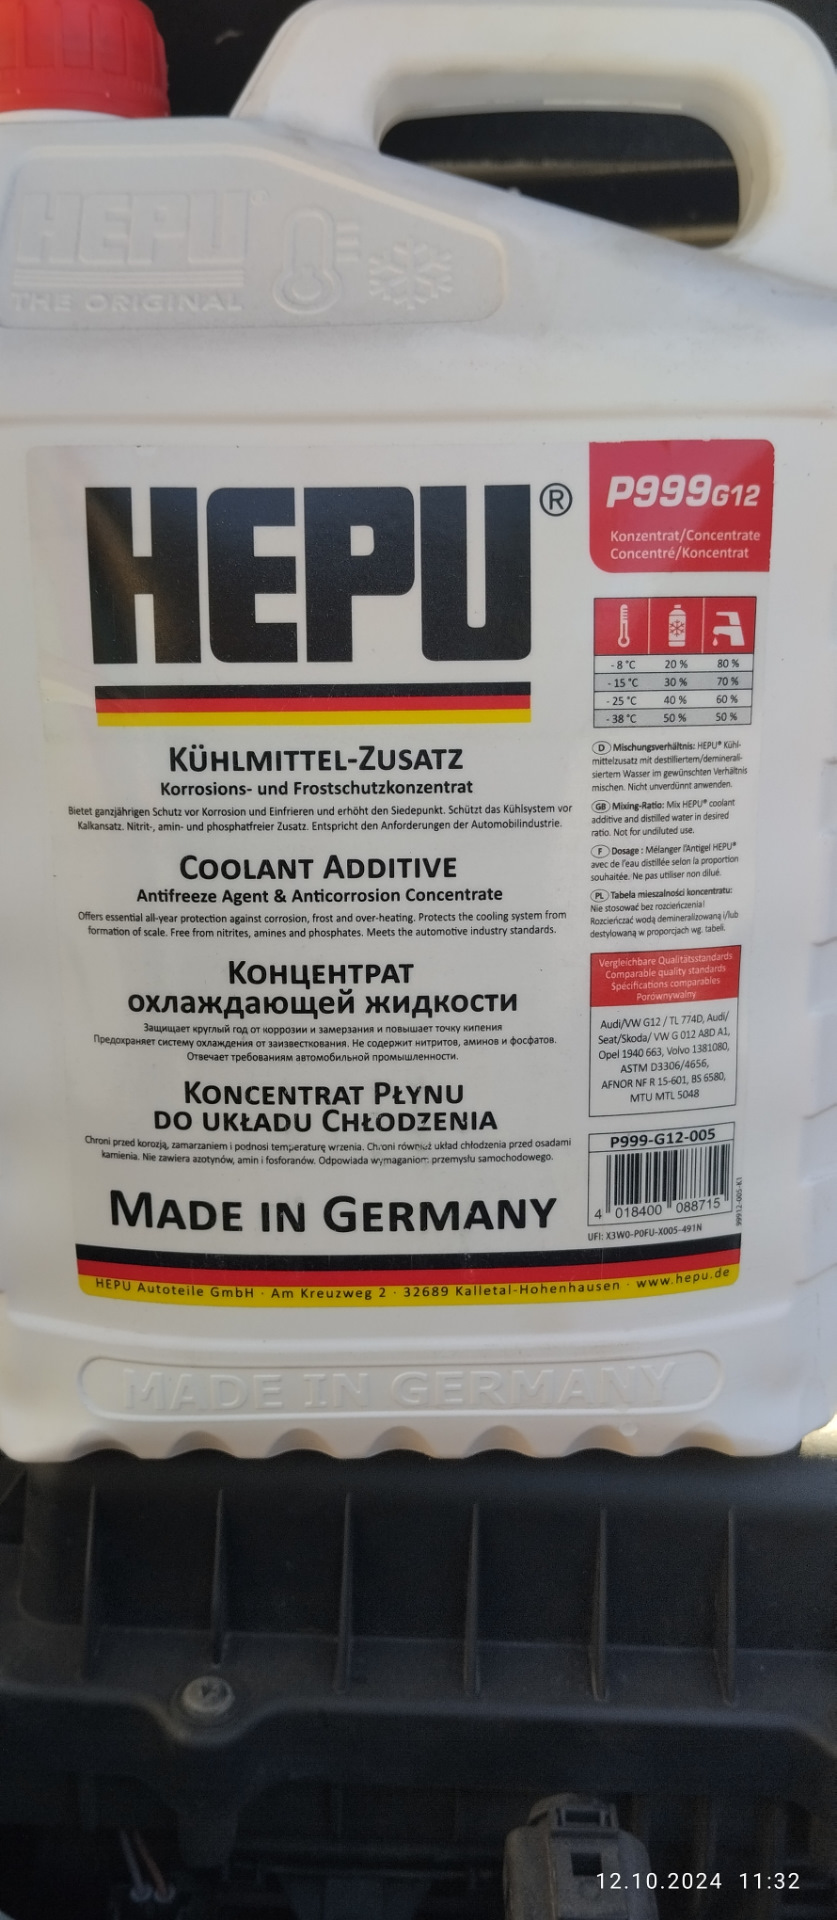 HEPU®
THE ORIGINAL
HEPU®
P999G12
Konzentrat/Concentrate
Concentré/Koncentrat
-8°C 20 % 80 %
-15°C 30 % 70 %
-25°C 40 % 60 %
-38°C 50 % 50 %
KÜHLMITTEL-ZUSATZ
Korrosions- und Frostschutzkonzentrat
Bietet ganzjährigen Schutz vor Korrosion und Einfrieren und erhöht den Siedepunkt. Schützt das Kühlsystem vor
Kalkansatz. Nitrit-, amin- und phosphatfreier Zusatz. Entspricht den Anforderungen der Automobilindustrie.
COOLANT ADDITIVE
Antifreeze Agent & Anticorrosion Concentrate
Offers essential all-year protection against corrosion, frost and over-heating. Protects the cooling system from
formation of scale. Free from nitrites, amines and phosphates. Meets the automotive industry standards.
КОНЦЕНТРАТ
охлаждающей жидкости
Защищает круглый год от коррозии и замерзания и повышает точку кипения
Предохраняет систему охлаждения от заизвесткования. Не содержит нитритов, аминов и фосфатов.
Отвечает требованиям автомобильной промышленности.
KONCENTRAT PŁYNU
DO UKŁADU CHŁODZENIA
Chroni przed korozją, zamarzaniem i podnosi temperaturę wrzenia. Chroni również układ chłodzenia przed osadami
kamienia. Nie zawiera azotynów, amin i fosforanów. Odpowiada wymaganiom przemysłu samochodowego.
MADE IN GERMANY
D Mischungsverhältnis: HEPU® Kühl-
mittelzusatz mit destilliertem/deminerali-
siertem Wasser im gewünschten Verhältnis
mischen. Nicht unverdünnt anwenden.
GB Mixing-Ratio: Mix HEPU® coolant
additive and distilled water in desired
ratio. Not for undiluted use.
F Dosage : Mélanger l'Antigel HEPU®
avec de l'eau distillée selon la proportion
souhaitée. Ne pas utiliser non dilué.
PL Tabela mieszalności koncentratu:
Nie stosować bez rozcieńczenia!
Rozcieńczać wodą demineralizowaną i/lub
destylowaną w proporcjach wg. tabeli.
Vergleichbare Qualitätsstandards
Comparable quality standards
Spécifications comparables
Porównywalny
Audi/VW G12 / TL 774D, Audi/
Seat/Skoda/ VW G 012 A8D A1,
Opel 1940 663, Volvo 1381080,
ASTM D3306/4656,
AFNOR NF R 15-601, BS 6580,
MTU MTL 5048
P999-G12-005
4 018400 088715
99912-005-K1
UFI: X3W0-P0FU-X005-491N
HEPU Autoteile GmbH · Am Kreuzweg 2 · 32689 Kalletal-Hohenhausen · www.hepu.de
MADE IN GERMANY
12.10.2024 11:32